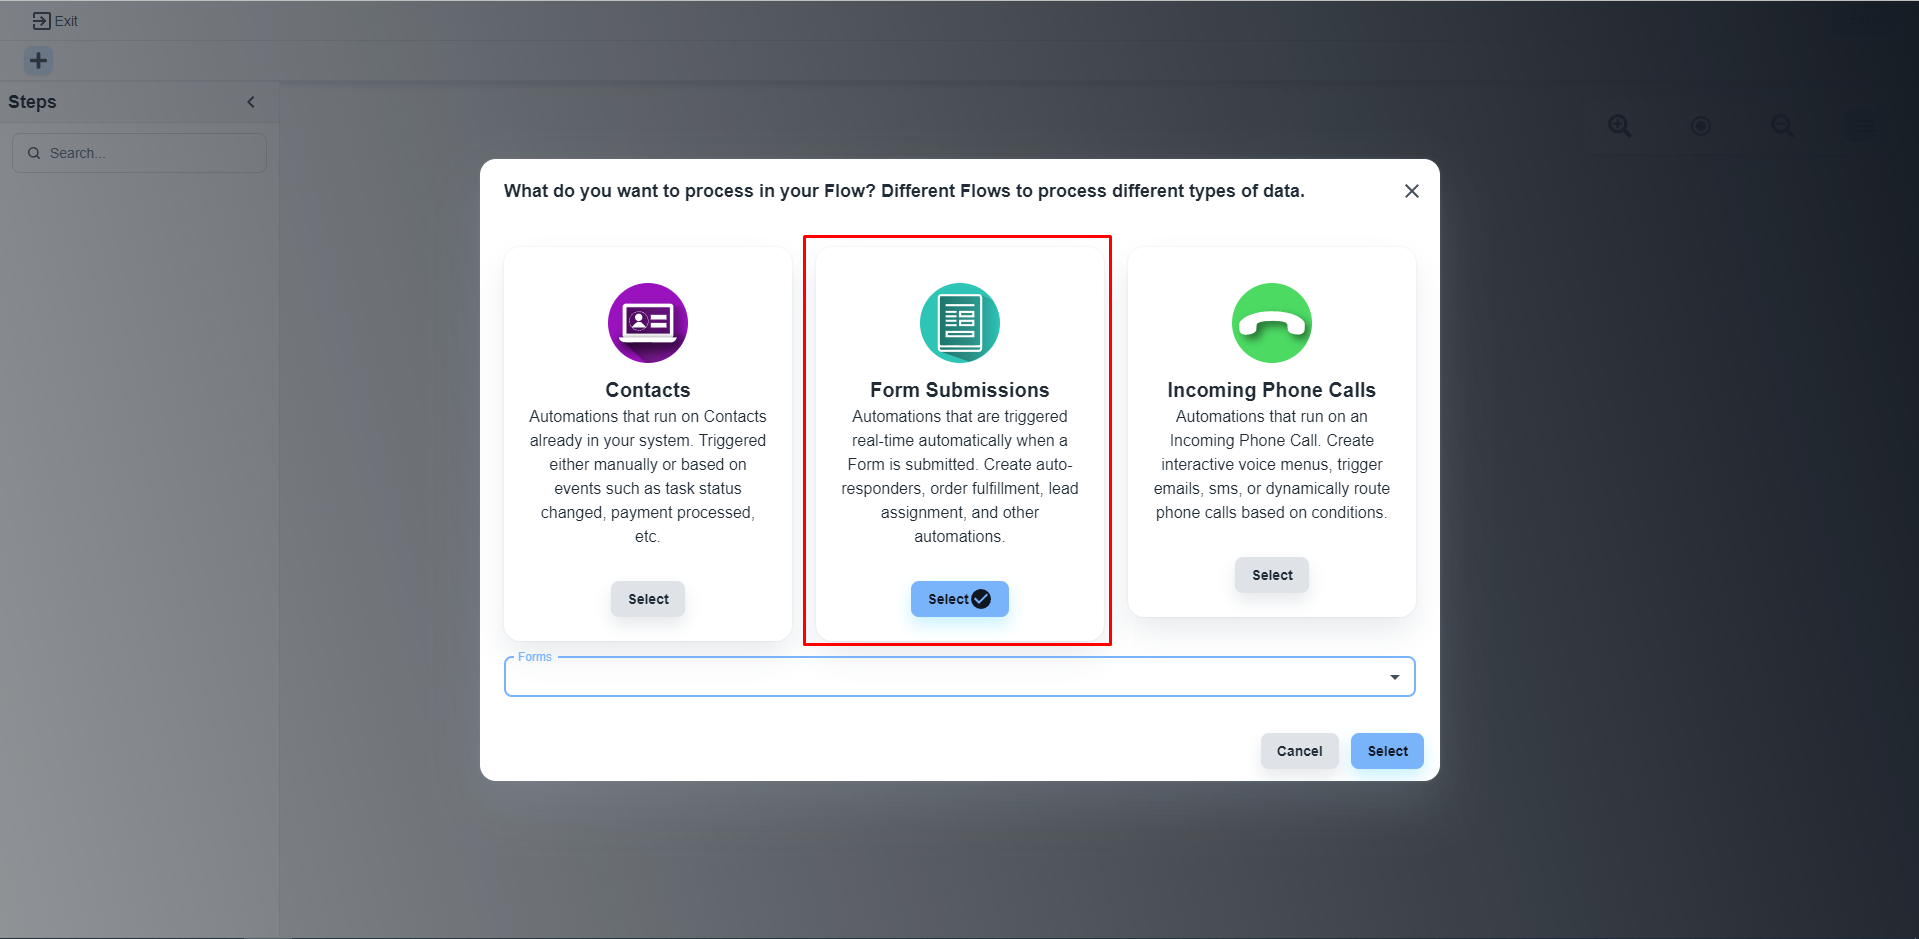 Exit
Steps
Search...
What do you want to process in your Flow? Different Flows to process different types of data.
Contacts
Automations that run on Contacts
already in your system. Triggered
either manually or based on
events such as task status
changed, payment processed,
etc.
Select
Form Submissions
Automations that are triggered
real-time automatically when a
Form is submitted. Create auto-
responders, order fulfillment, lead
assignment, and other
automations.
Select
Incoming Phone Calls
Automations that run on an
Incoming Phone Call. Create
interactive voice menus, trigger
emails, sms, or dynamically route
phone calls based on conditions.
Select
Forms
Cancel
Select